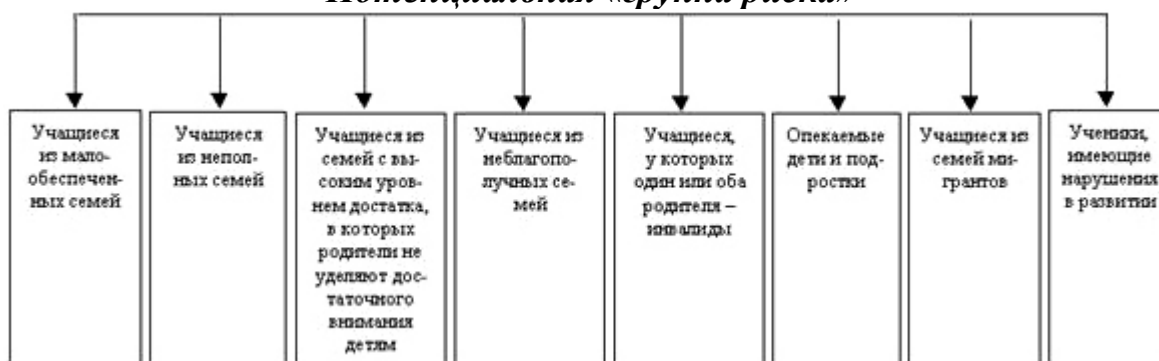 Потенциальная «группа риска»
Учащиеся
из мало-
обеспечен-
ных семей
Учащиеся
из непол-
ных семей
Учащиеся из
семей с вы-
соким уров-
нем достатка,
в которых
родители не
уделяют дос-
таточного
внимания
детям
Учащиеся из
неблагопо-
лучных се-
мей
Учащиеся,
у которых
один или оба
родителя –
инвалиды
Опекаемые
дети и под-
ростки
Учащиеся из
семей ми-
грантов
Ученики,
имеющие
нарушения
в развитии